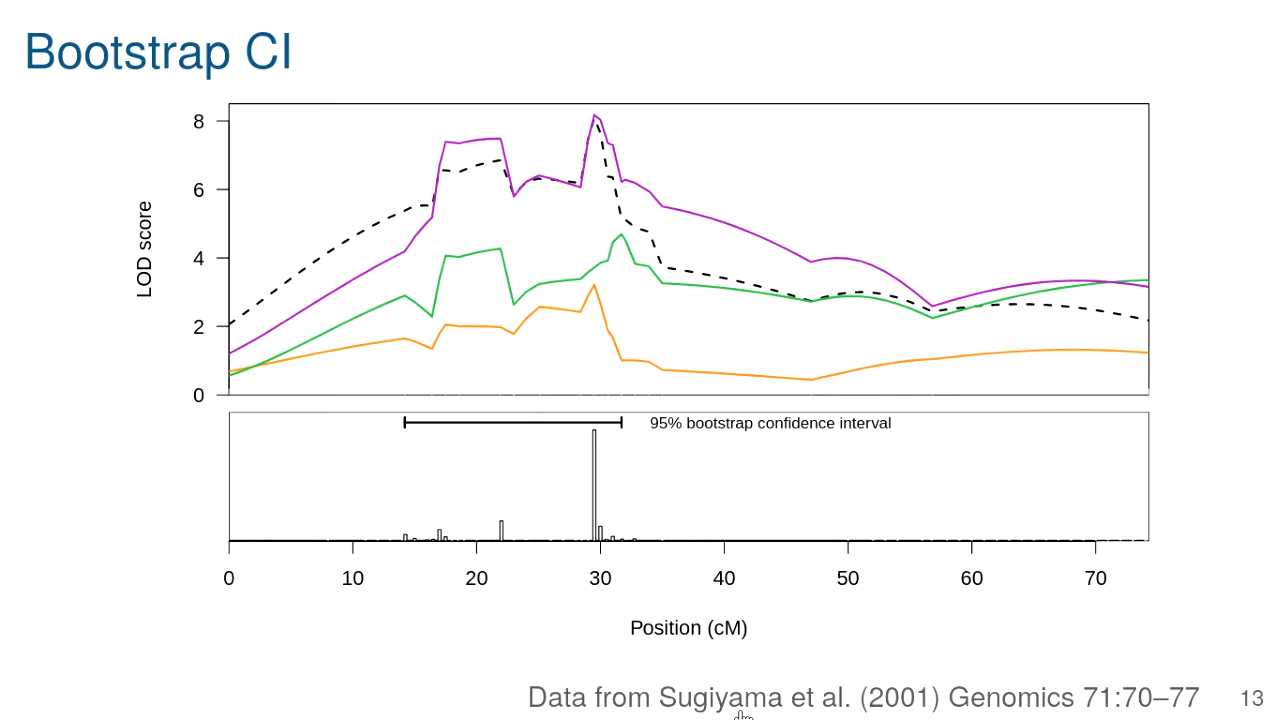 Bootstrap CI
8
6
4
2
0
LOD score
95% bootstrap confidence interval
0 10 20 30 40 50 60 70
Position (cM)
Data from Sugiyama et al. (2001) Genomics 71:70–77
13